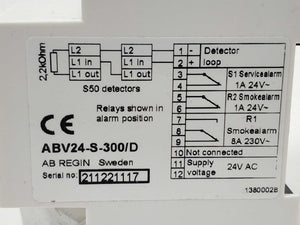 2,2kOhm
L2 L2 1 - Detector
L1 in L1 in 2 + loop
L1 out L1 out
S50 detectors
3 S1 Servicealarm
4 1A 24V~
5 R2 Smokealarm
6 1A 24V~
7 R1
8 Smokealarm
9 8A 230V~
10 Not connected
11 Supply 24V AC
12 voltage
Relays shown in
alarm position
CE
ABV24-S-300/D
AB REGIN Sweden
Serial no: 211221117
1380002B